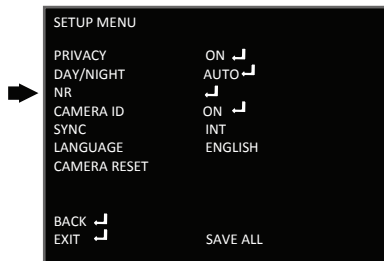 SETUP MENU
PRIVACY ON ↵
DAY/NIGHT AUTO ↵
NR ↵
CAMERA ID ON ↵
SYNC INT
LANGUAGE ENGLISH
CAMERA RESET
BACK ↵
EXIT ↵ SAVE ALL